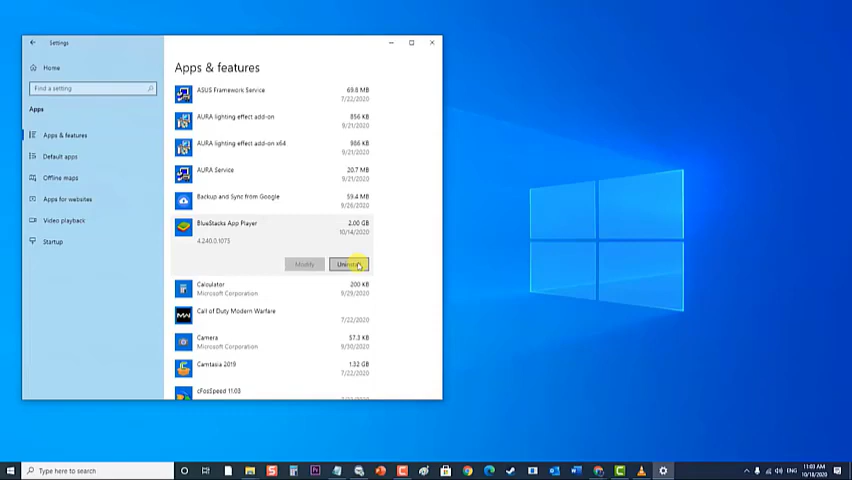 Settings
Home
Find a setting
Apps
Apps & features
Default apps
Offline maps
Apps for websites
Video playback
Startup
Apps & features
ASUS Framework Service 69.8 MB
7/22/2020
AURA lighting effect add-on 856 KB
9/21/2020
AURA lighting effect add-on x64 986 KB
9/21/2020
AURA Service 20.7 MB
9/21/2020
Backup and Sync from Google 59.4 MB
9/26/2020
BlueStacks App Player 2.00 GB
10/14/2020
4.240.0.1075
Modify Uninstall
Calculator 200 KB
Microsoft Corporation 9/29/2020
Call of Duty Modern Warfare
7/22/2020
Camera 57.3 KB
Microsoft Corporation 9/30/2020
Camtasia 2019 1.32 GB
7/22/2020
cFosSpeed 11.03
Type here to search
ENG
11:03 AM
10/18/2020